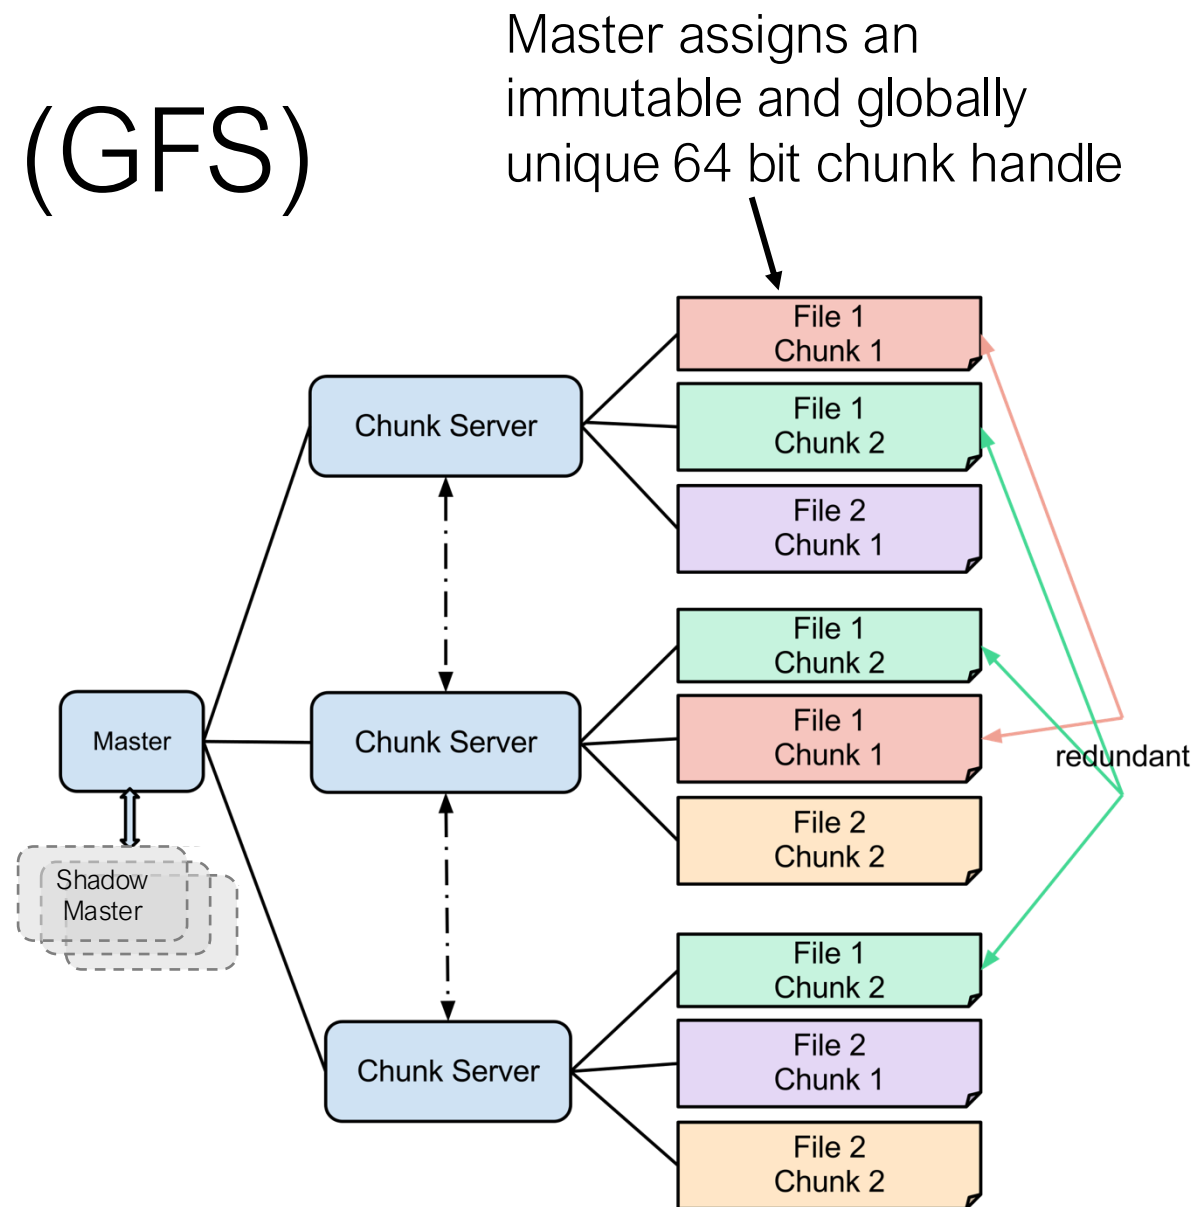 (GFS)
Master assigns an
immutable and globally
unique 64 bit chunk handle
File 1
Chunk 1
Chunk Server
File 1
Chunk 2
File 2
Chunk 1
File 1
Chunk 2
Master
Chunk Server
File 1
Chunk 1
redundant
File 2
Chunk 2
Shadow
Master
File 1
Chunk 2
Chunk Server
File 2
Chunk 1
File 2
Chunk 2